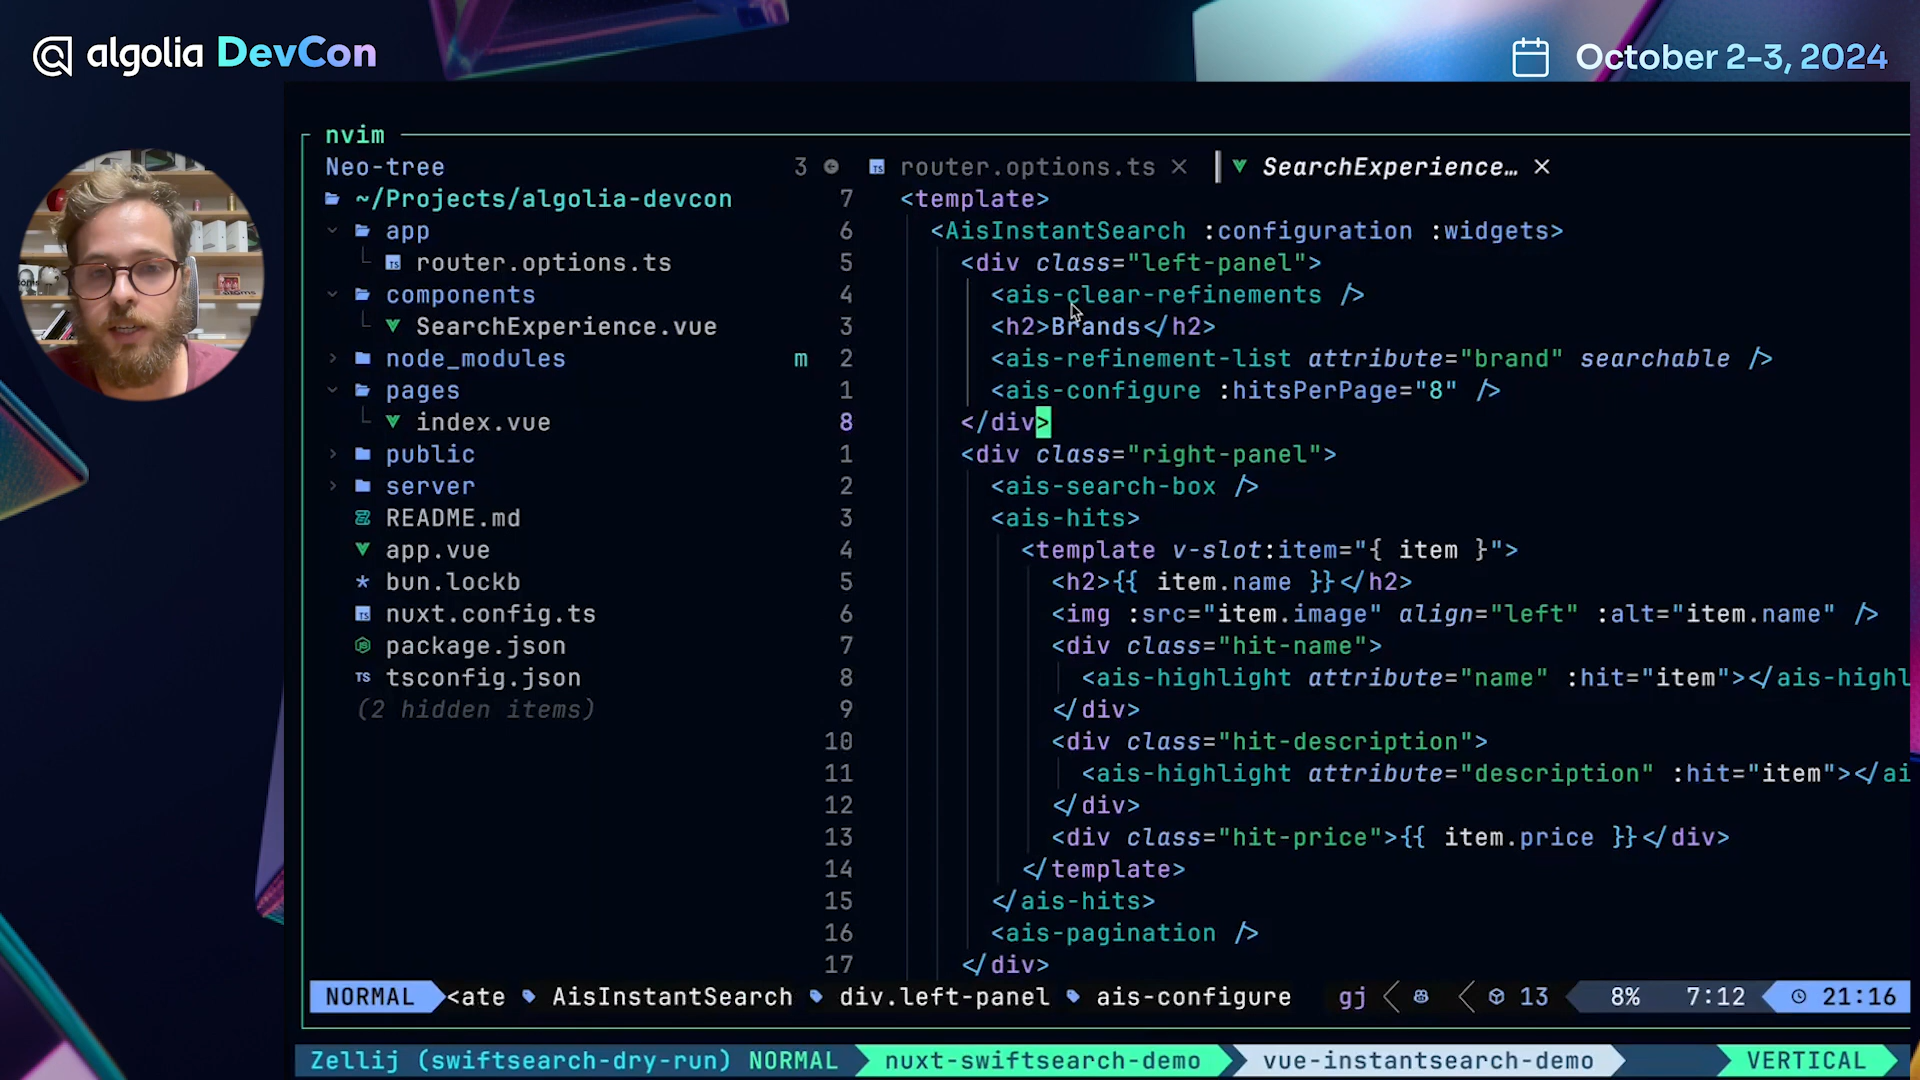 algolia DevCon
October 2-3, 2024
nvim
Neo-tree
3
router.options.ts
SearchExperience…
~/Projects/algolia-devcon
7 <template>
app
6 <AisInstantSearch :configuration :widgets>
router.options.ts
5 <div class="left-panel">
components
4 <ais-clear-refinements />
SearchExperience.vue
3 <h2>Brands</h2>
node_modules m
2 <ais-refinement-list attribute="brand" searchable />
pages
1 <ais-configure :hitsPerPage="8" />
index.vue
8 </div>
public
1 <div class="right-panel">
server
2 <ais-search-box />
README.md
3 <ais-hits>
app.vue
4 <template v-slot:item="{ item }">
bun.lockb
5 <h2>{{ item.name }}</h2>
nuxt.config.ts
6 <img :src="item.image" align="left" :alt="item.name" />
package.json
7 <div class="hit-name">
tsconfig.json
8 <ais-highlight attribute="name" :hit="item"></ais-highl
(2 hidden items)
9 </div>
10 <div class="hit-description">
11 <ais-highlight attribute="description" :hit="item"></ai
12 </div>
13 <div class="hit-price">{{ item.price }}</div>
14 </template>
15 </ais-hits>
16 <ais-pagination />
17 </div>
NORMAL <ate AisInstantSearch div.left-panel ais-configure gj 13 8% 7:12 21:16
Zellij (swiftsearch-dry-run) NORMAL nuxt-swiftsearch-demo vue-instantsearch-demo VERTICAL